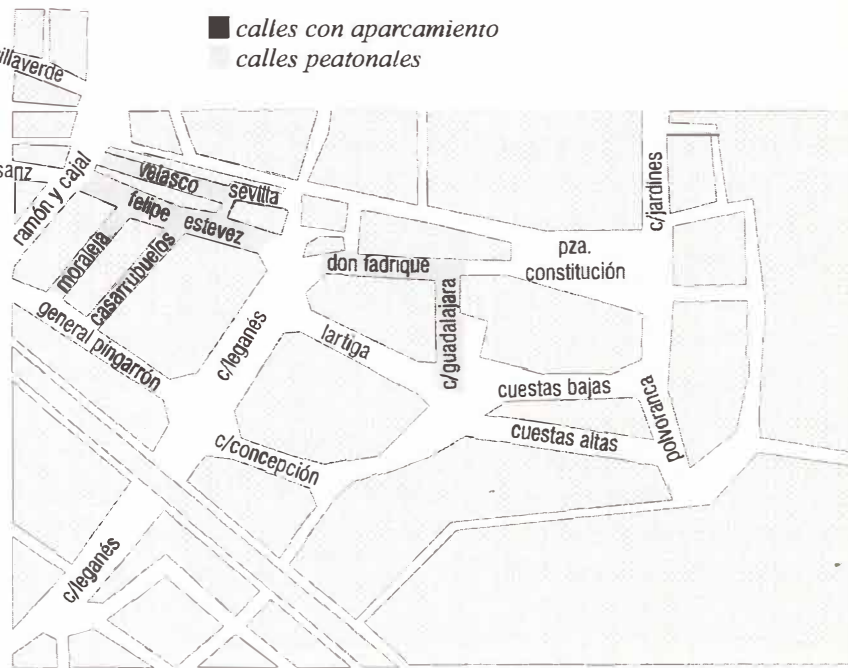 calles con aparcamiento
calles peatonales
illaverde
sanz
ramón y cajal
velasco
sevilla
felipe
estevez
moraleja
casarrubuelos
general pingarrón
c/leganés
don fadrique
c/guadalajara
pza.
constitución
c/jardines
lartiga
cuestas bajas
cuestas altas
polvoranca
c/concepción
c/leganés